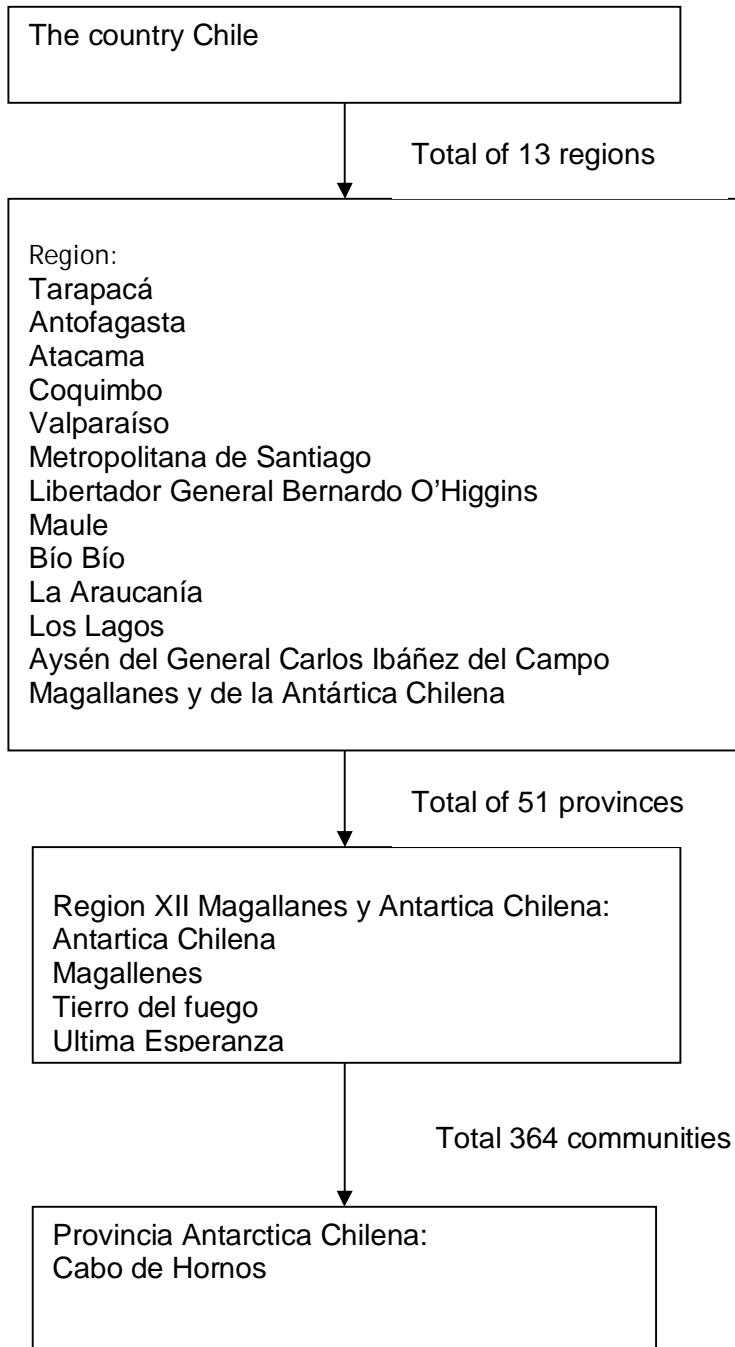 The country Chile
Total of 13 regions
Region:
Tarapacá
Antofagasta
Atacama
Coquimbo
Valparaíso
Metropolitana de Santiago
Libertador General Bernardo O’Higgins
Maule
Bío Bío
La Araucanía
Los Lagos
Aysén del General Carlos Ibáñez del Campo
Magallanes y de la Antártica Chilena
Total of 51 provinces
Region XII Magallanes y Antartica Chilena:
Antartica Chilena
Magallenes
Tierro del fuego
Ultima Esperanza
Total 364 communities
Provincia Antarctica Chilena:
Cabo de Hornos